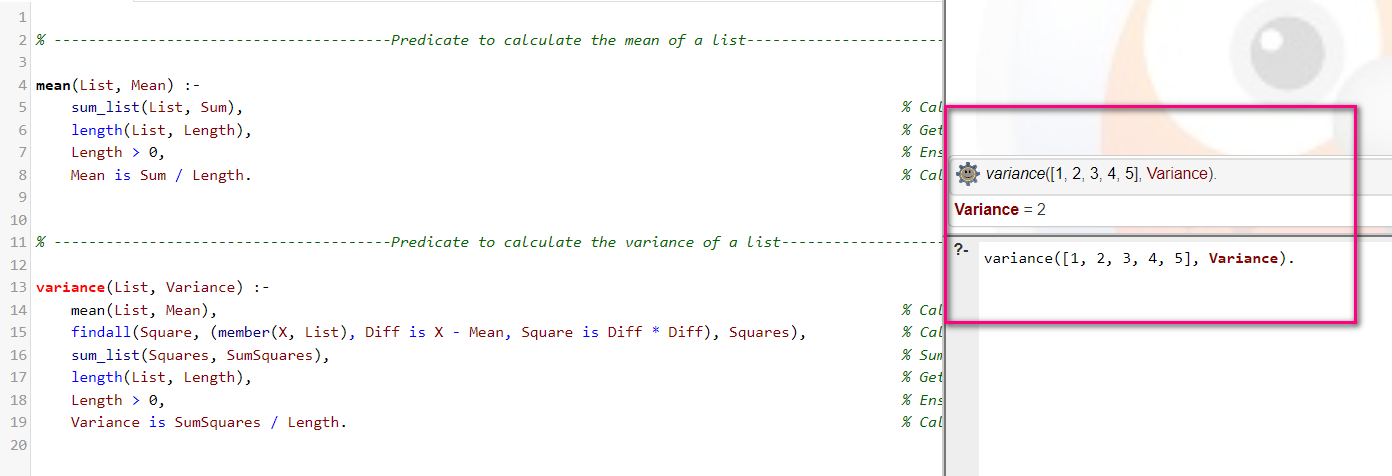 1
2 % --------------------------------------Predicate to calculate the mean of a list----------------------
3
4 mean(List, Mean) :-
5 sum_list(List, Sum), % Cal
6 length(List, Length), % Get
7 Length > 0, % Ens
8 Mean is Sum / Length. % Cal
9
10
11 % --------------------------------------Predicate to calculate the variance of a list------------------
12
13 variance(List, Variance) :-
14 mean(List, Mean), % Cal
15 findall(Square, (member(X, List), Diff is X - Mean, Square is Diff * Diff), Squares), % Cal
16 sum_list(Squares, SumSquares), % Sum
17 length(List, Length), % Get
18 Length > 0, % Ens
19 Variance is SumSquares / Length. % Cal
20
variance([1, 2, 3, 4, 5], Variance).
Variance = 2
?- variance([1, 2, 3, 4, 5], Variance).